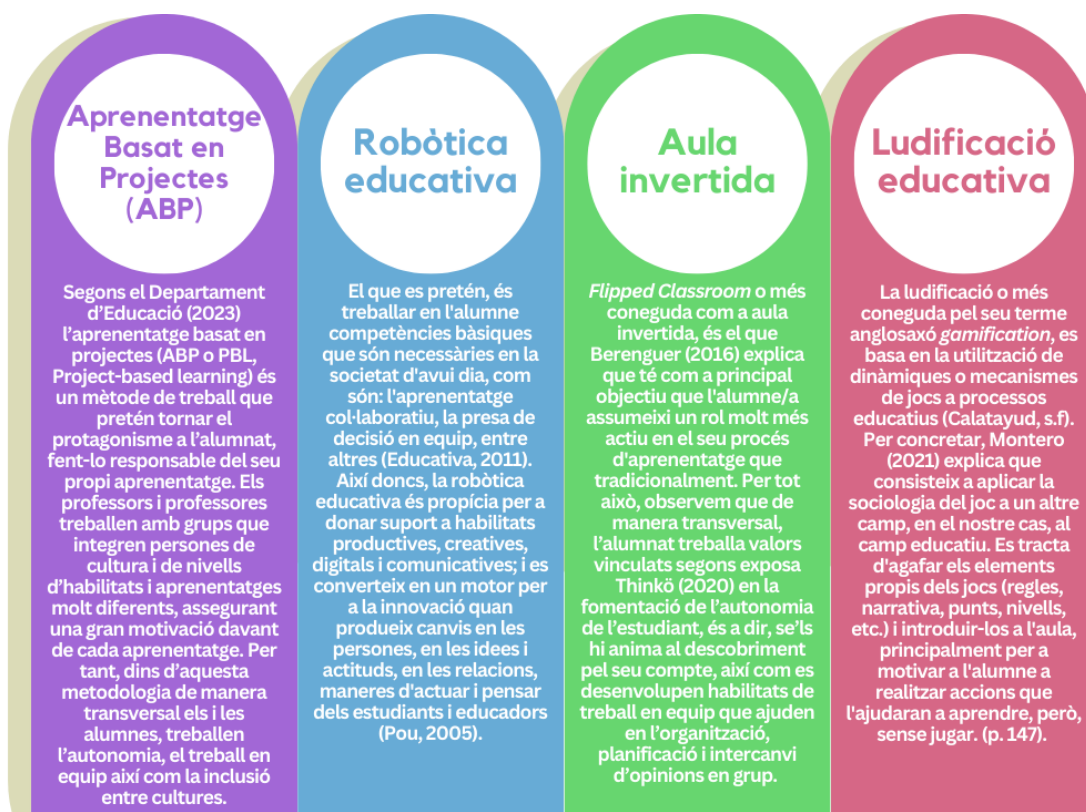 Aprenentatge
Basat en
Projectes
(ABP)
Segons el Departament
d'Educació (2023)
l'aprenentatge basat en
projectes (ABP o PBL,
Project-based learning) és
un mètode de treball que
pretén tornar el
protagonisme a l'alumnat,
fent-lo responsable del seu
propi aprenentatge. Els
professors i professores
treballen amb grups que
integren persones de
cultura i de nivells
d'habilitats i aprenentatges
molt diferents, assegurant
una gran motivació davant
de cada aprenentatge. Per
tant, dins d'aquesta
metodologia de manera
transversal els i les
alumnes, treballen
l'autonomia, el treball en
equip així com la inclusió
entre cultures.
Robòtica
educativa
El que es pretén, és
treballar en l'alumne
competències bàsiques
que són necessàries en la
societat d'avui dia, com
són: l'aprenentatge
col·laboratiu, la presa de
decisió en equip, entre
altres (Educativa, 2011).
Així doncs, la robòtica
educativa és propícia per a
donar suport a habilitats
productives, creatives,
digitals i comunicatives; i es
converteix en un motor per
a la innovació quan
produeix canvis en les
persones, en les idees i
actituds, en les relacions,
maneres d'actuar i pensar
dels estudiants i educadors
(Pou, 2005).
Aula
invertida
Flipped Classroom o més
coneguda com a aula
invertida, és el que
Berenguer (2016) explica
que té com a principal
objectiu que l'alumne/a
assumeixi un rol molt més
actiu en el seu procés
d'aprenentatge que
tradicionalment. Per tot
això, observem que de
manera transversal,
l'alumnat treballa valors
vinculats segons exposa
Thinkö (2020) en la
fomentació de l'autonomia
de l'estudiant, és a dir, se'ls
hi anima al descobriment
pel seu compte, així com es
desenvolupen habilitats de
treball en equip que ajuden
en l'organització,
planificació i intercanvi
d'opinions en grup.
Ludificació
educativa
La ludificació o més
coneguda pel seu terme
anglosaxó gamification, es
basa en la utilització de
dinàmiques o mecanismes
de jocs a processos
educatius (Calatayud, s.f).
Per concretar, Montero
(2021) explica que
consisteix a aplicar la
sociologia del joc a un altre
camp, en el nostre cas, al
camp educatiu. Es tracta
d'agafar els elements
propis dels jocs (regles,
narrativa, punts, nivells,
etc.) i introduir-los a l'aula,
principalment per a
motivar a l'alumne a
realitzar accions que
l'ajudaran a aprendre, però,
sense jugar. (p. 147).